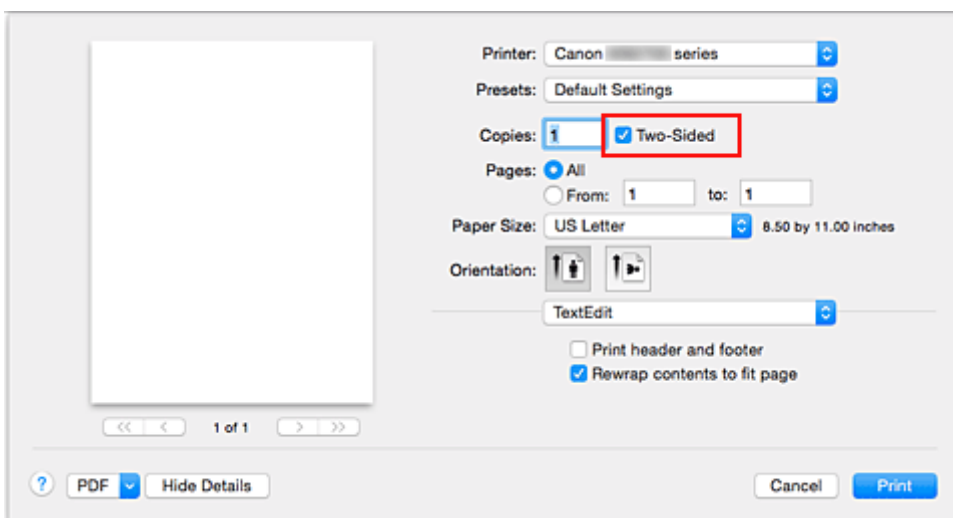 Printer: Canon series
Presets: Default Settings
Copies: 1 Two-Sided
Pages: All
From: 1 to: 1
Paper Size: US Letter 8.50 by 11.00 inches
Orientation:
TextEdit
Print header and footer
Rewrap contents to fit page
<< < 1 of 1 > >>
? PDF Hide Details Cancel Print